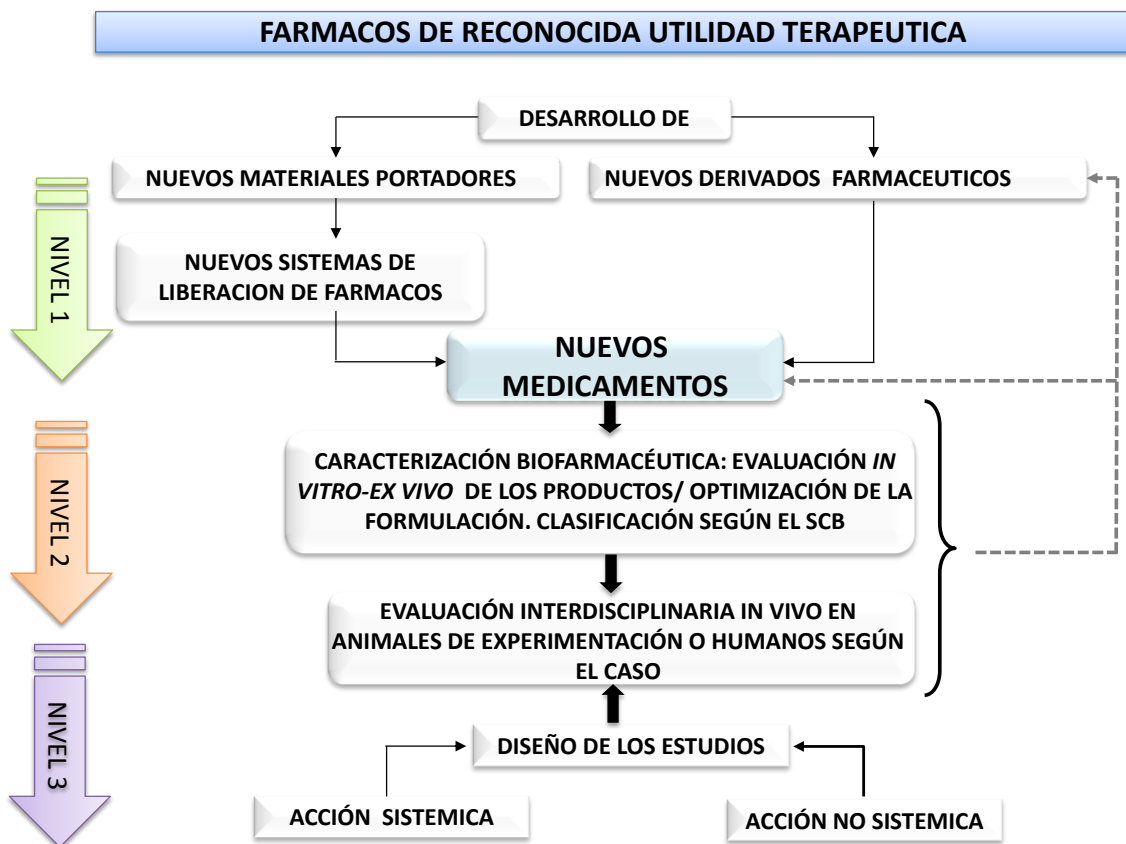 FARMACOS DE RECONOCIDA UTILIDAD TERAPEUTICA
DESARROLLO DE
NUEVOS MATERIALES PORTADORES
NUEVOS DERIVADOS FARMACEUTICOS
NIVEL 1
NUEVOS SISTEMAS DE
LIBERACION DE FARMACOS
NUEVOS
MEDICAMENTOS
NIVEL 2
CARACTERIZACIÓN BIOFARMACÉUTICA: EVALUACIÓN IN
VITRO-EX VIVO DE LOS PRODUCTOS/ OPTIMIZACIÓN DE LA
FORMULACIÓN. CLASIFICACIÓN SEGÚN EL SCB
EVALUACIÓN INTERDISCIPLINARIA IN VIVO EN
ANIMALES DE EXPERIMENTACIÓN O HUMANOS SEGÚN
EL CASO
NIVEL 3
DISEÑO DE LOS ESTUDIOS
ACCIÓN SISTEMICA
ACCIÓN NO SISTEMICA